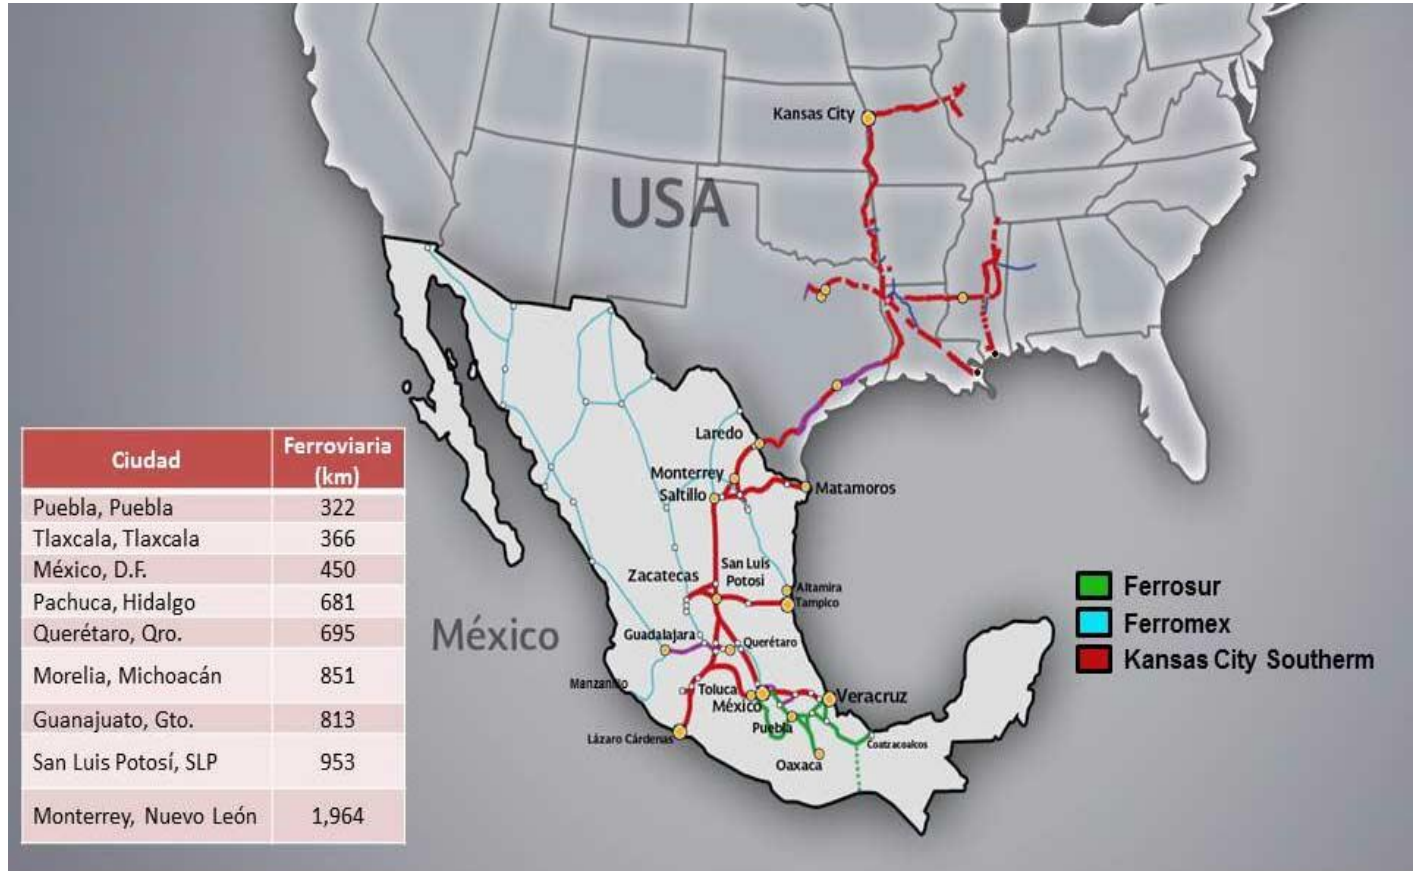 Kansas City
USA
Laredo
Monterrey
Saltillo
Matamoros
Zacatecas
San Luis
Potosi
Altamira
Tampico
México
Guadalajara
Querétaro
Manzanillo
Toluca
México
Veracruz
Puebla
Lázaro Cárdenas
Coatzacoalcos
Oaxaca
Ciudad Ferroviaria
(km)
Puebla, Puebla 322
Tlaxcala, Tlaxcala 366
México, D.F. 450
Pachuca, Hidalgo 681
Querétaro, Qro. 695
Morelia, Michoacán 851
Guanajuato, Gto. 813
San Luis Potosí, SLP 953
Monterrey, Nuevo León 1,964
Ferrosur
Ferromex
Kansas City Southerm